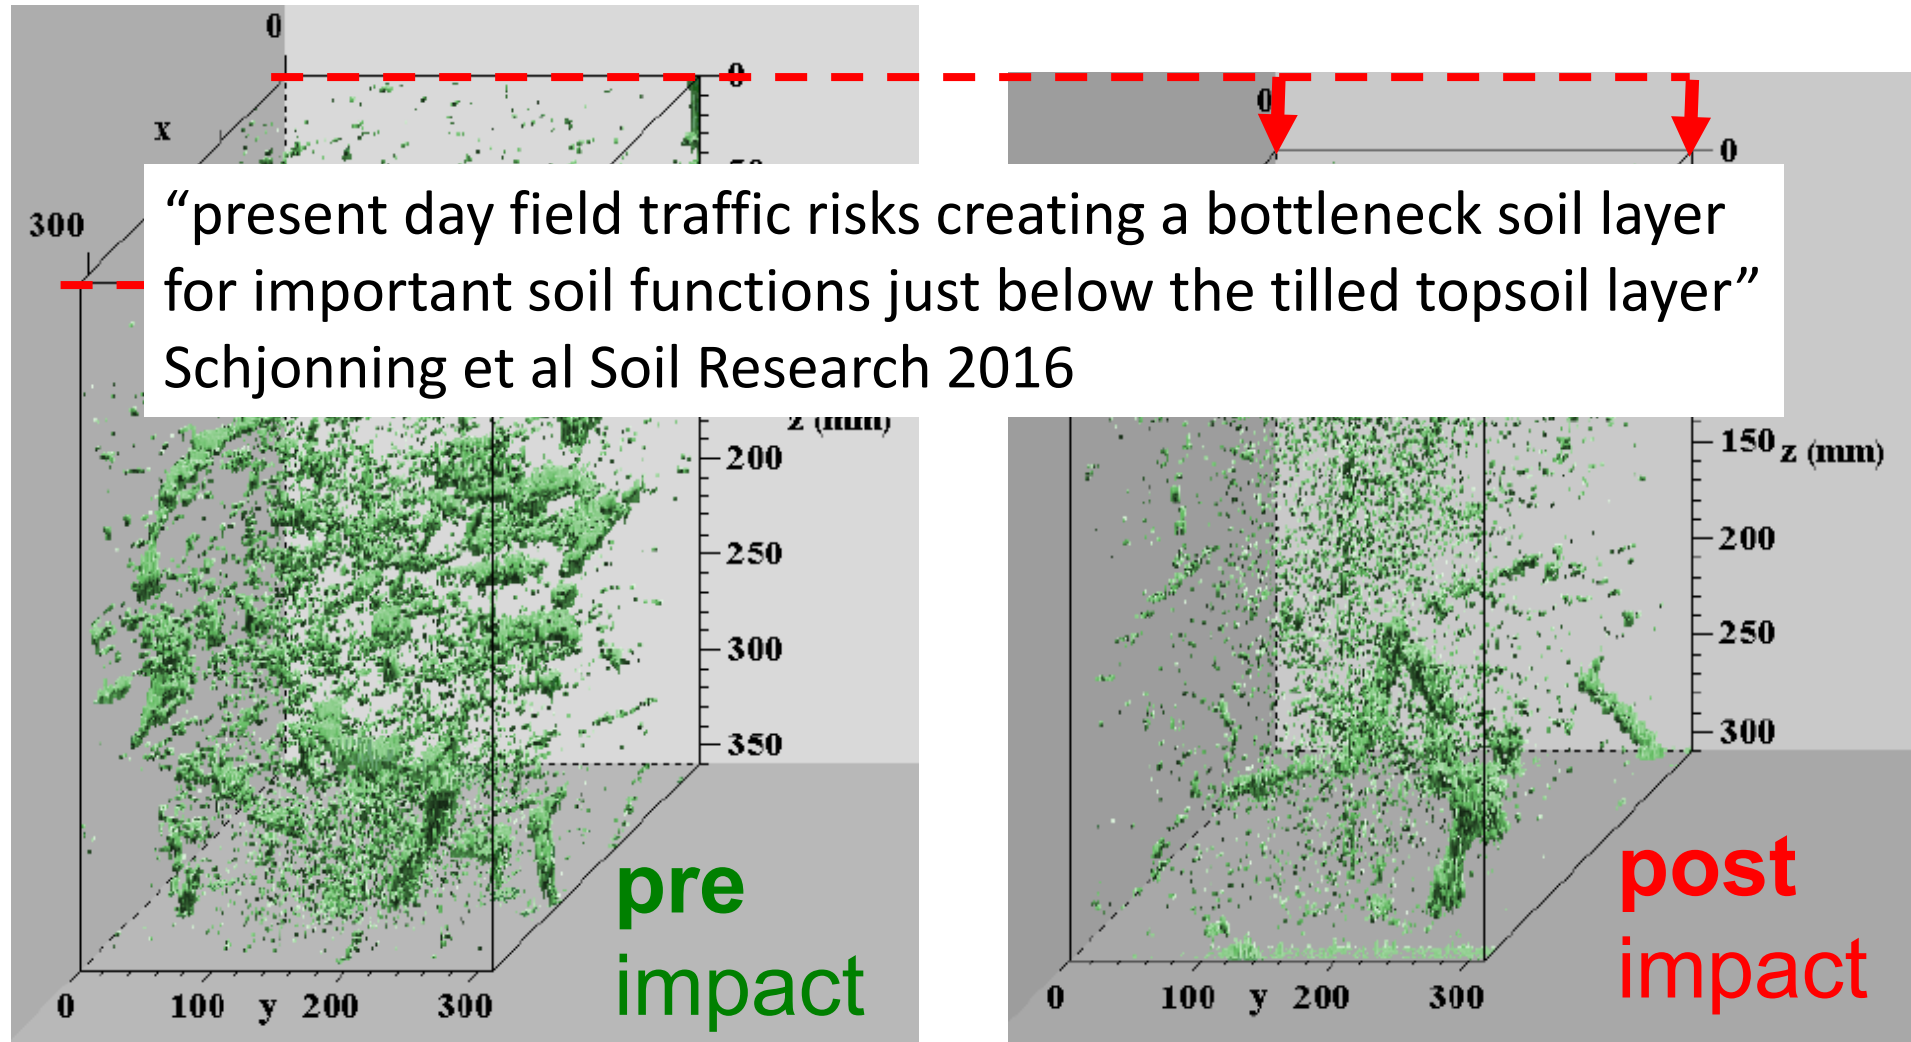 0
0
x
0
0
300
“present day field traffic risks creating a bottleneck soil layer
for important soil functions just below the tilled topsoil layer”
Schjonning et al Soil Research 2016
z (mm)
200
250
300
350
150
z (mm)
200
250
300
pre
impact
post
impact
0
100
y
200
300
0
100
y
200
300